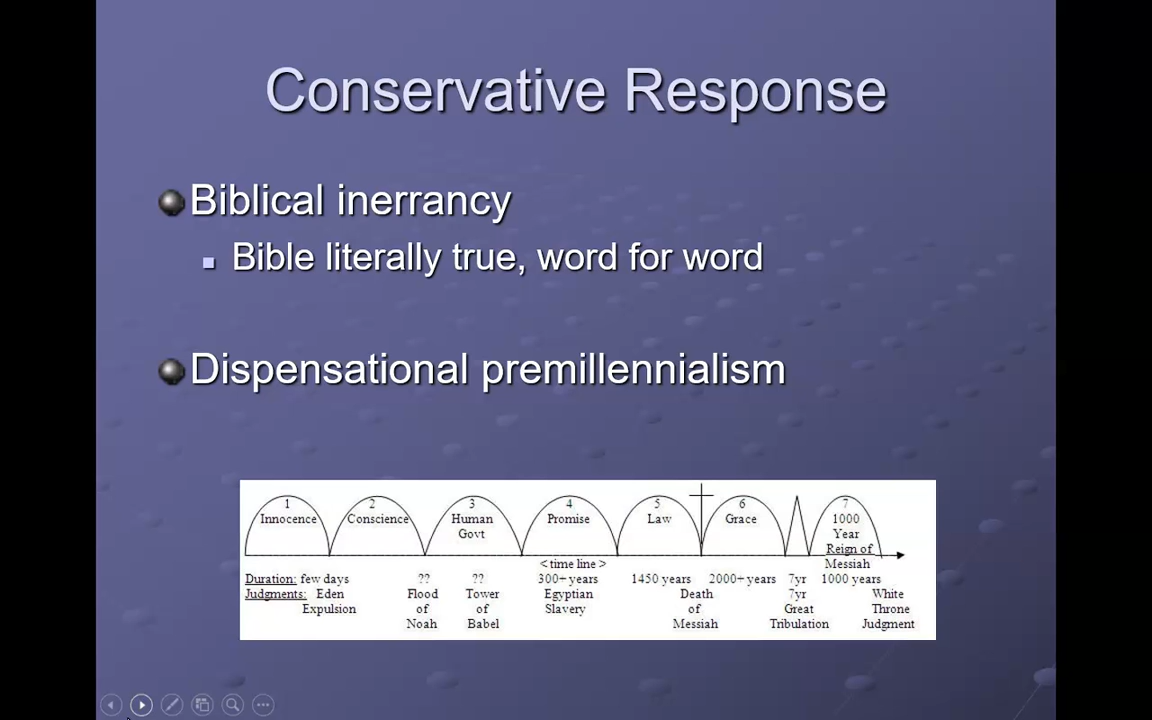 Conservative Response
Biblical inerrancy
Bible literally true, word for word
Dispensational premillennialism
1 2 3 4 5 6 7
Innocence Conscience Human Promise Law Grace 1000
Govt Year
Reign of
< time line > Messiah
Duration: few days ?? ?? 300+ years 1450 years 2000+ years 7yr 1000 years
Judgments: Eden Flood Tower Egyptian Death 7yr White
Expulsion of of Slavery of Great Throne
Noah Babel Messiah Tribulation Judgment